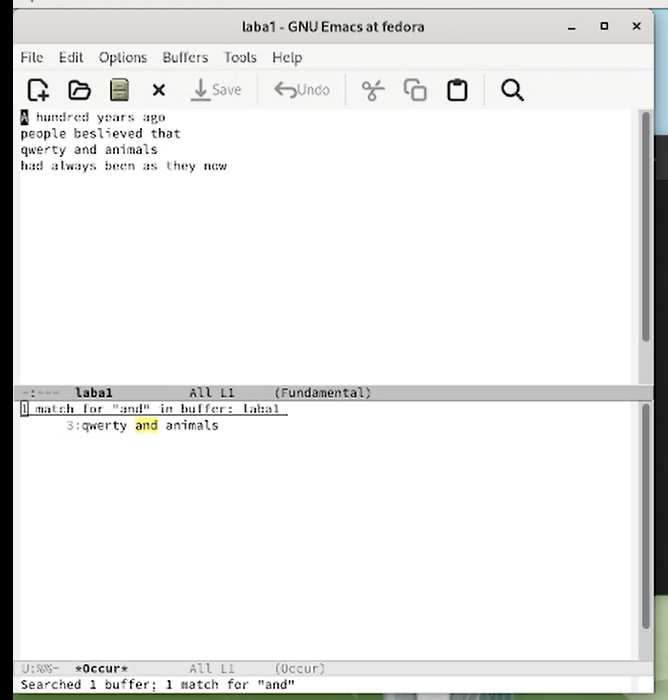 laba1 - GNU Emacs at fedora
File Edit Options Buffers Tools Help
Save Undo
A hundred years ago
people beslieved that
qwerty and animals
had always been as they now
-:--- laba1 All L1 (Fundamental)
1 match for "and" in buffer: laba1
3:qwerty and animals
U:%%- *Occur* All L1 (Occur)
Searched 1 buffer; 1 match for "and"